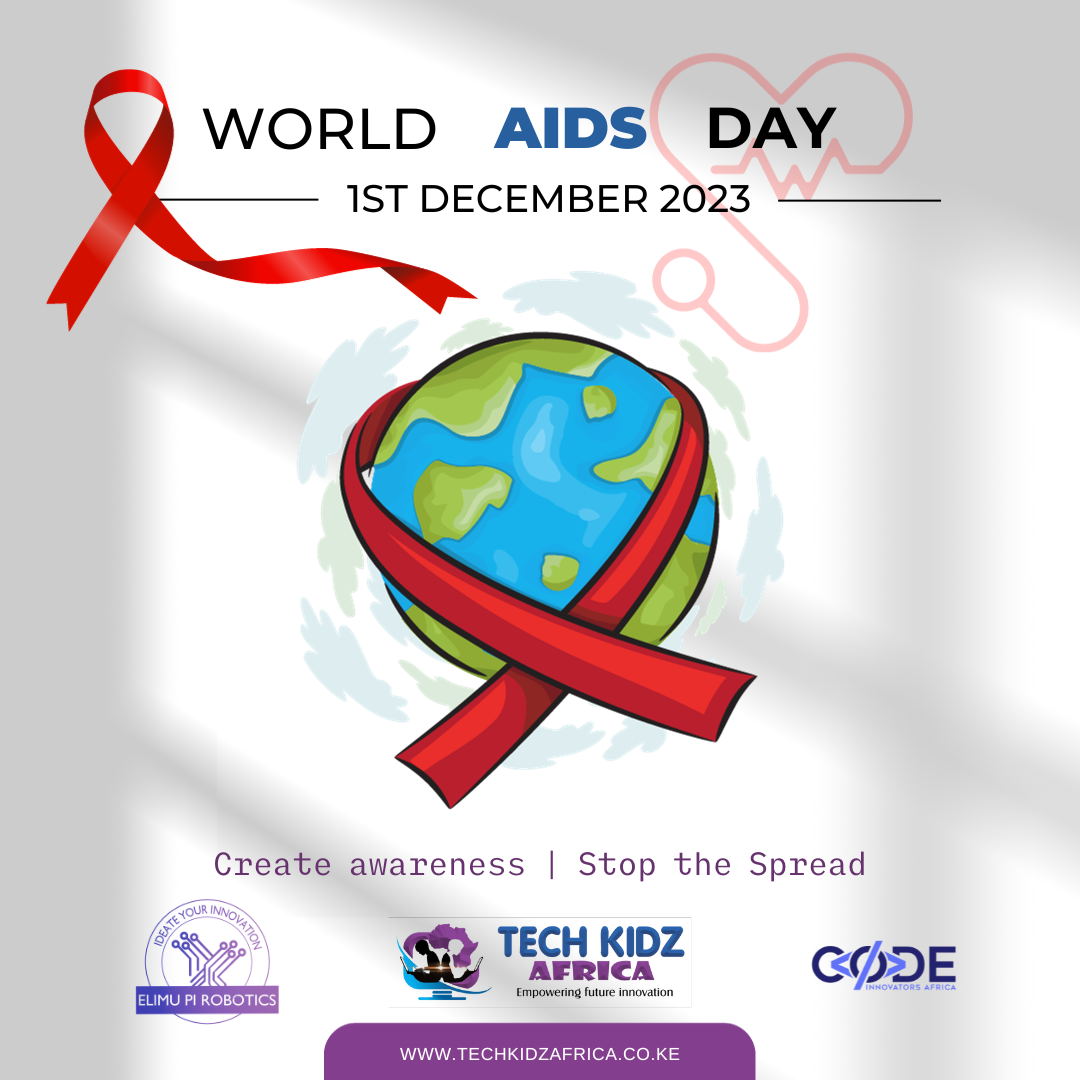 WORLD AIDS DAY
1ST DECEMBER 2023
Create awareness | Stop the Spread
IDEATE YOUR INNOVATION
ELIMU PI ROBOTICS
TECH KIDZ
AFRICA
Empowering future innovation
CODE
INNOVATORS AFRICA
WWW.TECHKIDZAFRICA.CO.KE